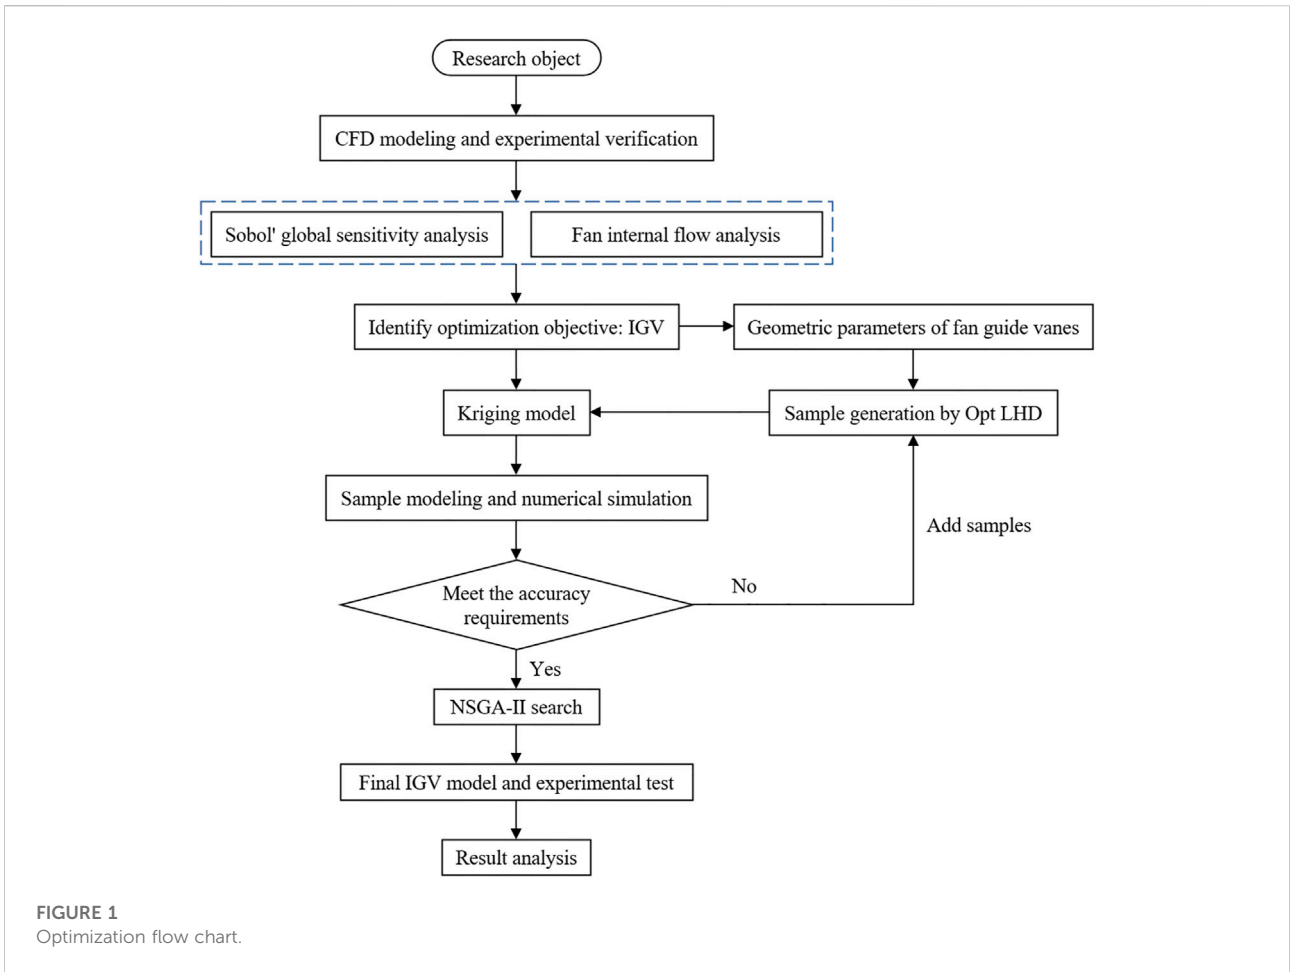 Research object
CFD modeling and experimental verification
Sobol' global sensitivity analysis
Fan internal flow analysis
Identify optimization objective: IGV
Geometric parameters of fan guide vanes
Kriging model
Sample generation by Opt LHD
Sample modeling and numerical simulation
Add samples
Meet the accuracy
requirements
No
Yes
NSGA-II search
Final IGV model and experimental test
Result analysis
FIGURE 1
Optimization flow chart.